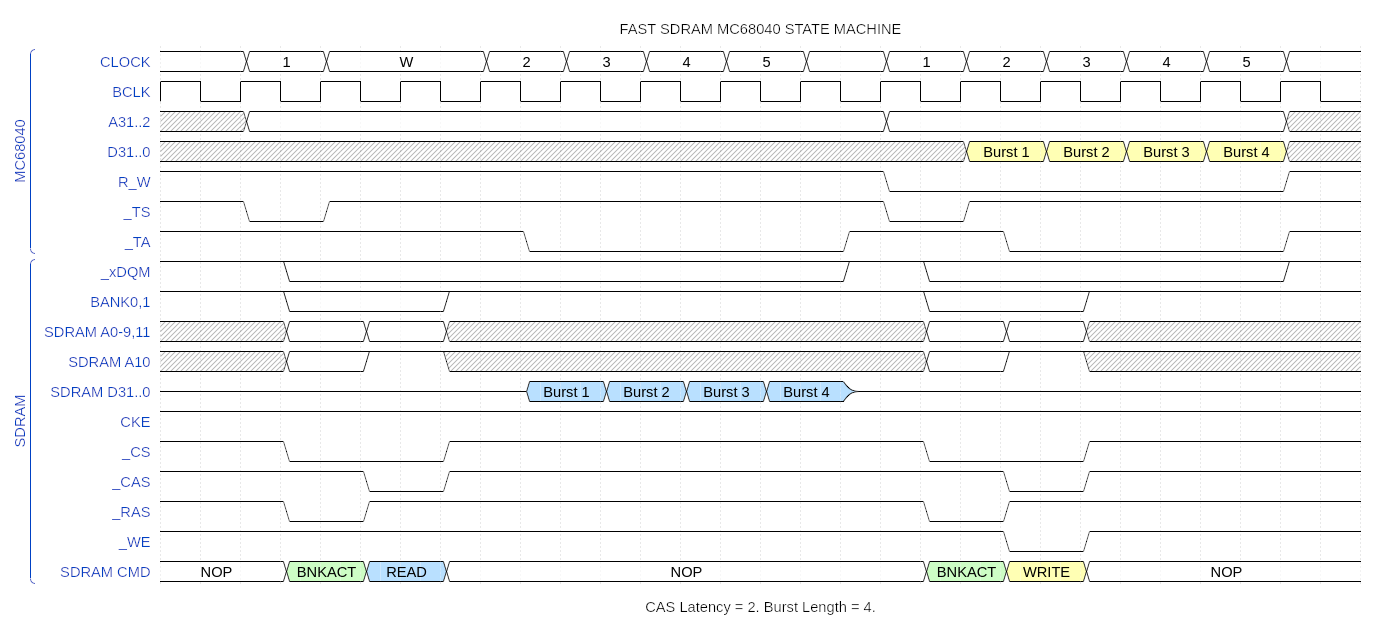 FAST SDRAM MC68040 STATE MACHINE
MC68040
CLOCK 1 W 2 3 4 5 1 2 3 4 5
BCLK
A31..2
D31..0 Burst 1 Burst 2 Burst 3 Burst 4
R_W
_TS
_TA
SDRAM
_xDQM
BANK0,1
SDRAM A0-9,11
SDRAM A10
SDRAM D31..0 Burst 1 Burst 2 Burst 3 Burst 4
CKE
_CS
_CAS
_RAS
_WE
SDRAM CMD NOP BNKACT READ NOP BNKACT WRITE NOP
CAS Latency = 2. Burst Length = 4.